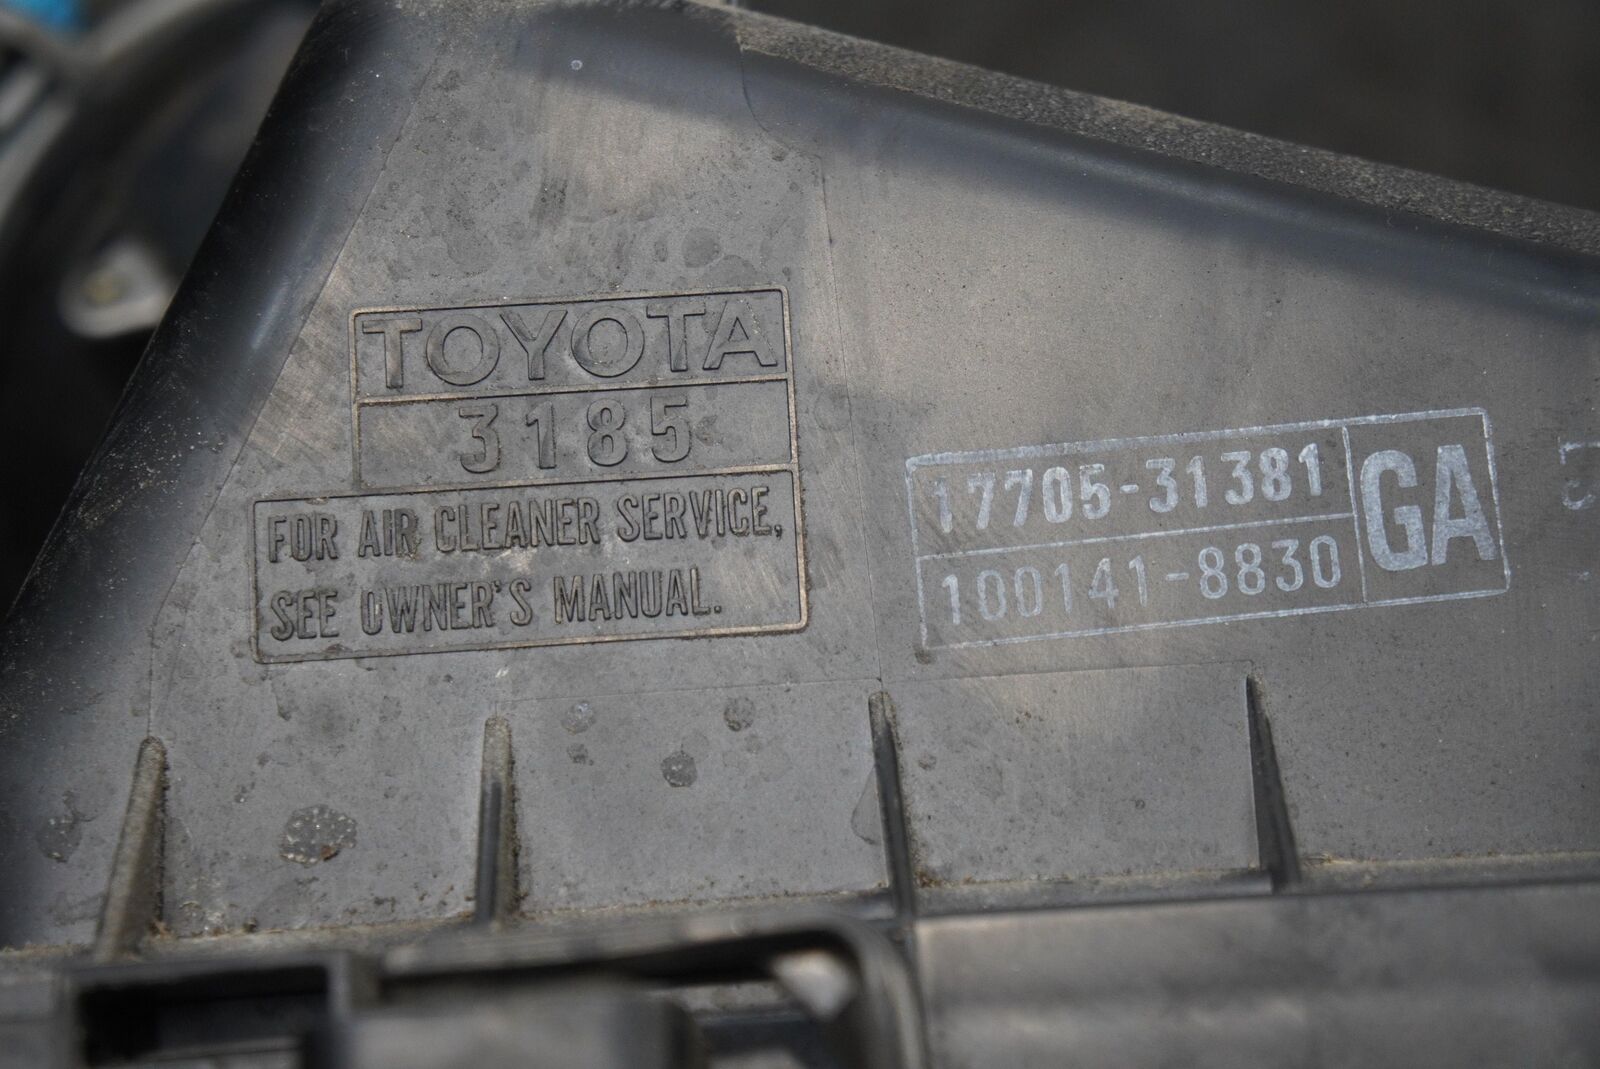 TOYOTA
3185
FOR AIR CLEANER SERVICE,
SEE OWNER'S MANUAL.
17705-31381
100141-8830
GA